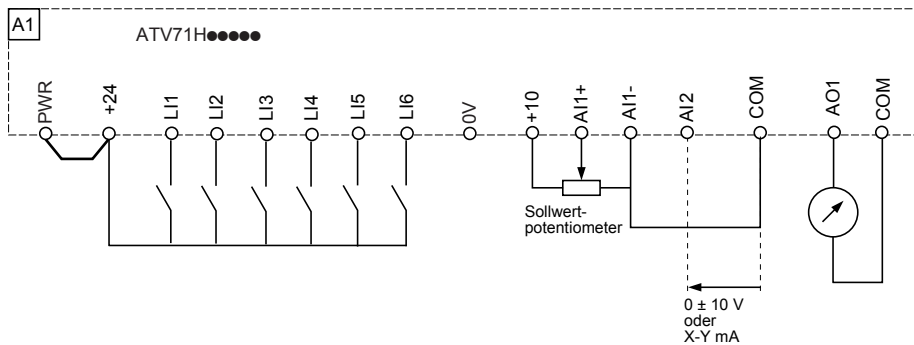 A1
ATV71H●●●●●
PWR
+24
LI1
LI2
LI3
LI4
LI5
LI6
0V
+10
AI1+
AI1-
AI2
COM
AO1
COM
Sollwert-
potentiometer
0 ± 10 V
oder
X-Y mA